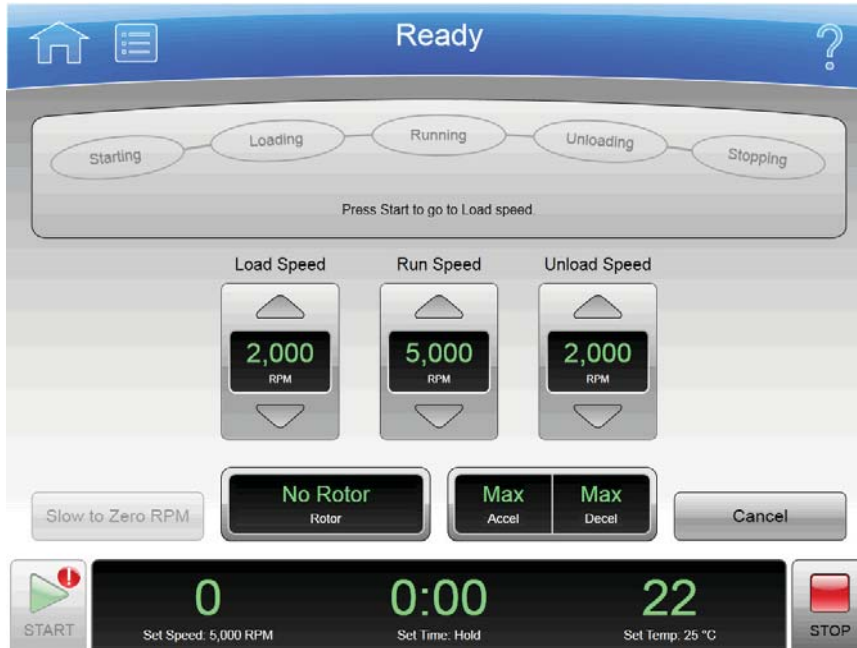 Ready
?
Starting
Loading
Running
Unloading
Stopping
Press Start to go to Load speed.
Load Speed
Run Speed
Unload Speed
2,000
RPM
5,000
RPM
2,000
RPM
Slow to Zero RPM
No Rotor
Rotor
Max
Accel
Max
Decel
Cancel
!
START
0
Set Speed: 5,000 RPM
0:00
Set Time: Hold
22
Set Temp: 25 °C
STOP